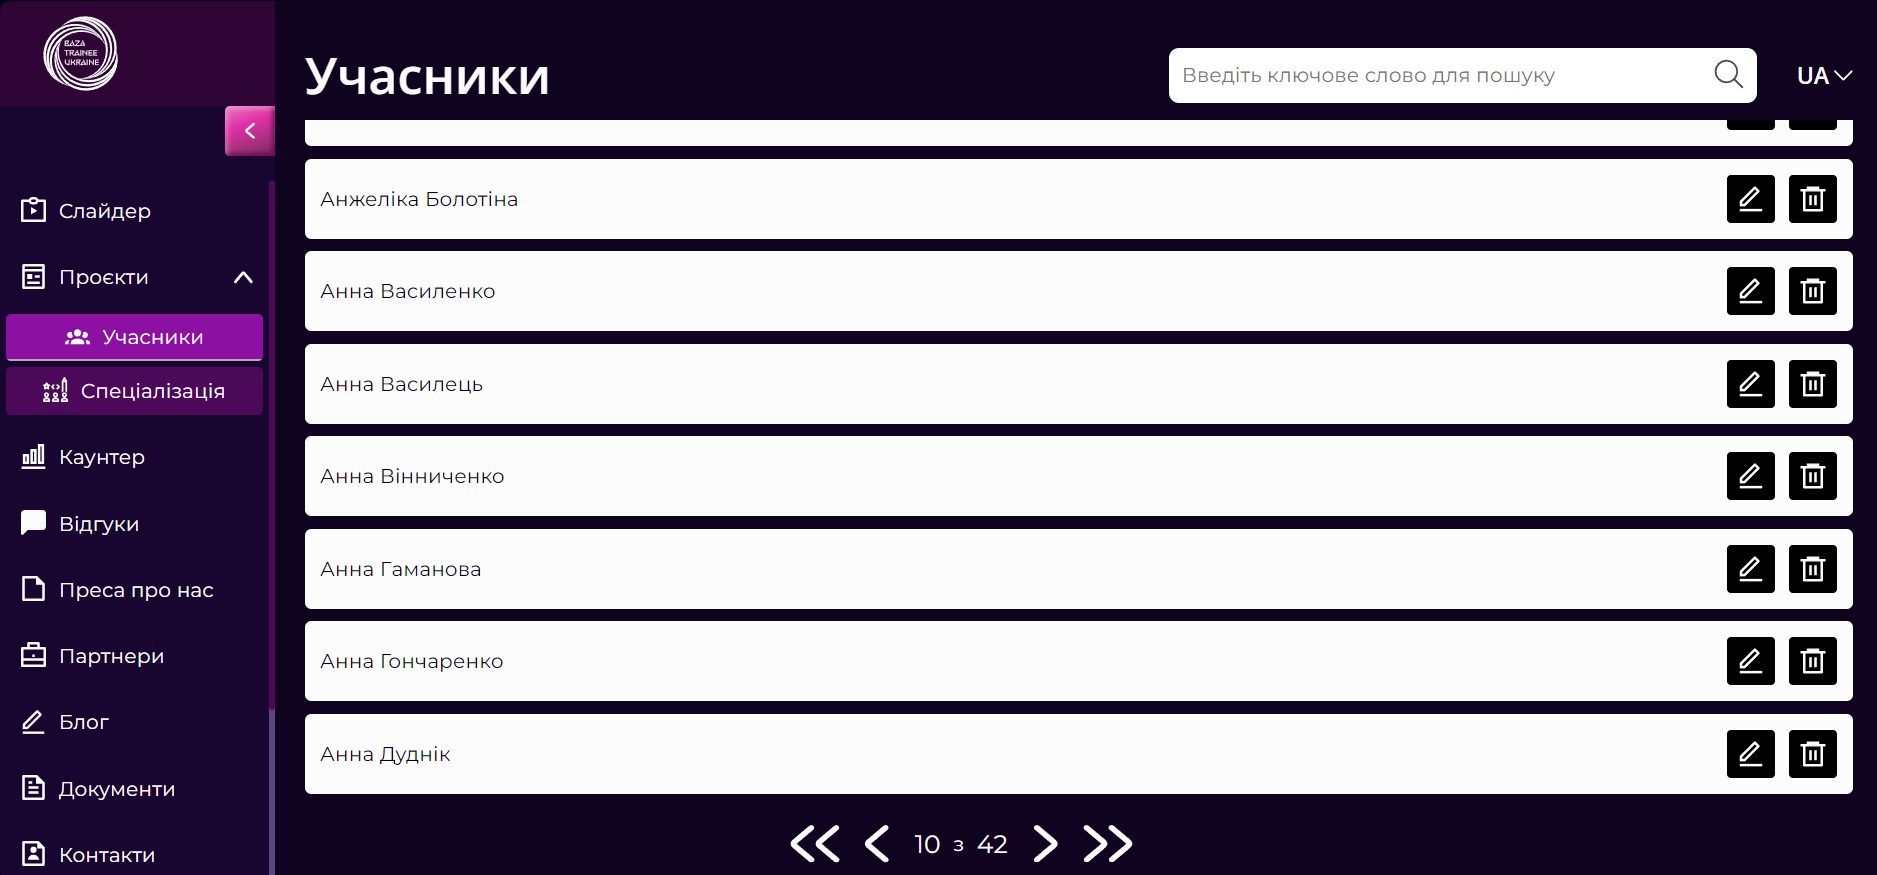 BAZA
TRAINEE
UKRAINE
Учасники
Введіть ключове слово для пошуку
UA
Слайдер
Проєкти
Учасники
Спеціалізація
Каунтер
Відгуки
Преса про нас
Партнери
Блог
Документи
Контакти
Анжеліка Болотіна
Анна Василенко
Анна Василець
Анна Вінниченко
Анна Гаманова
Анна Гончаренко
Анна Дуднік
10 з 42